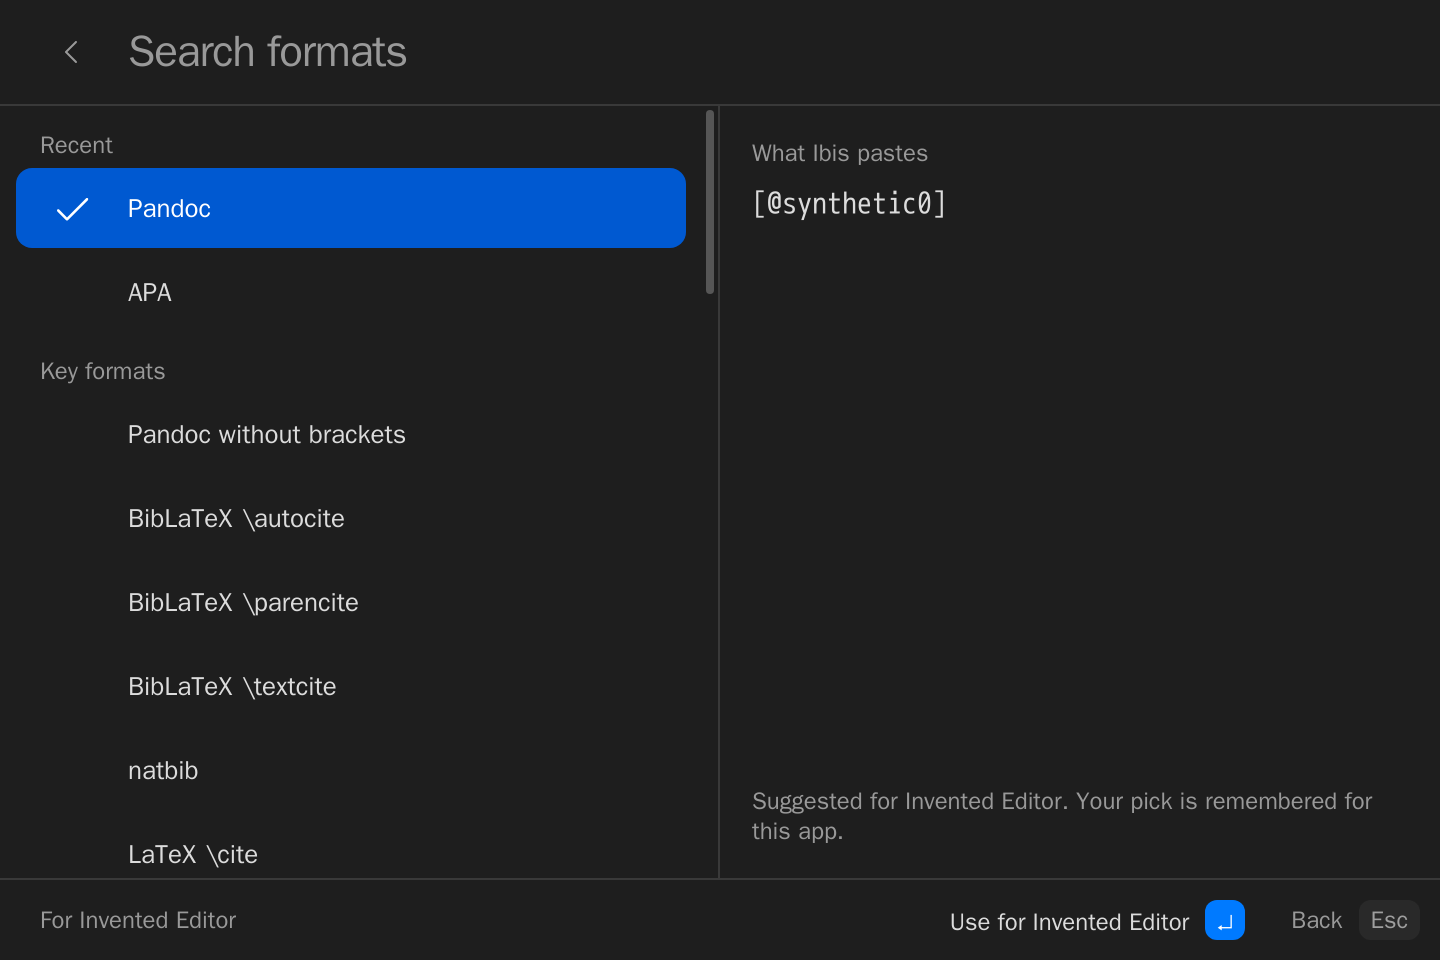 Search formats
Recent
Pandoc
APA
Key formats
Pandoc without brackets
BibLaTeX \autocite
BibLaTeX \parencite
BibLaTeX \textcite
natbib
LaTeX \cite
What Ibis pastes
[@synthetic0]
Suggested for Invented Editor. Your pick is remembered for
this app.
For Invented Editor
Use for Invented Editor
Back Esc